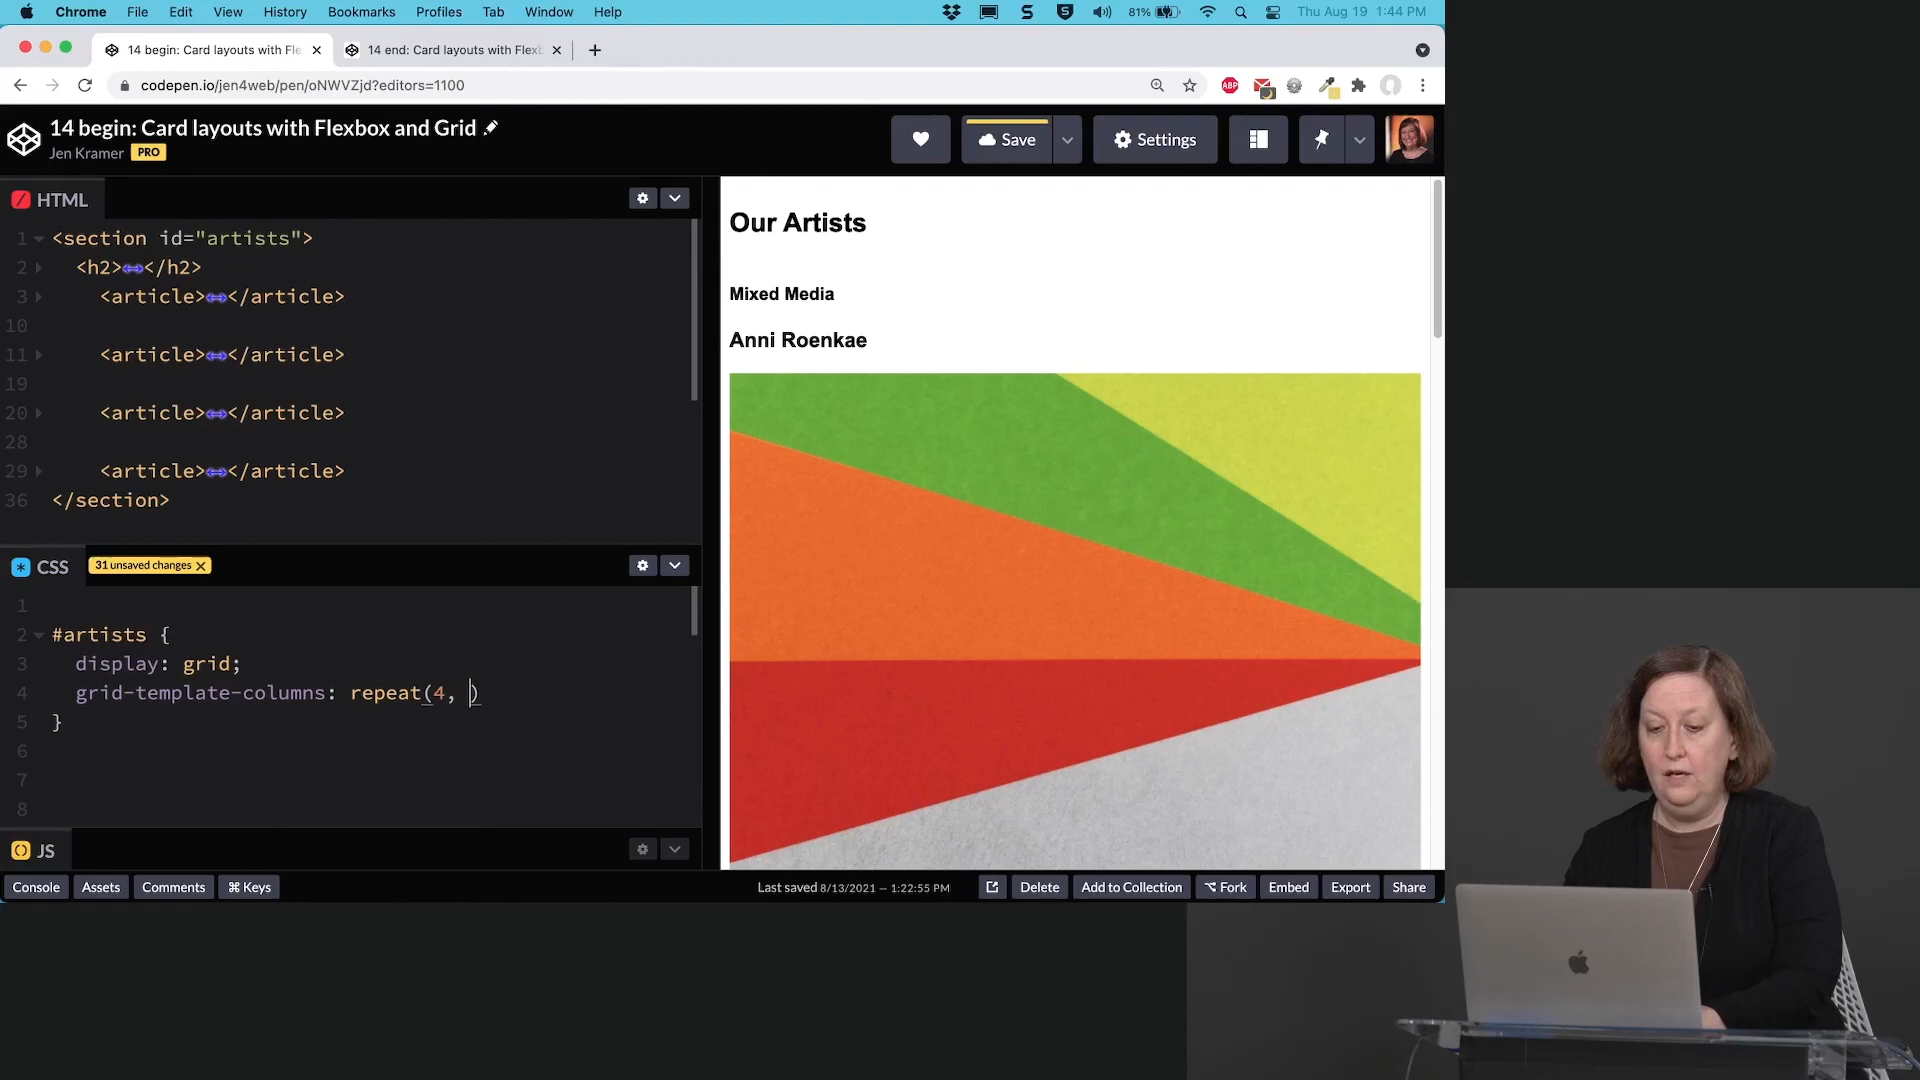 Chrome File Edit View History Bookmarks Profiles Tab Window Help 81% Thu Aug 19 1:44 PM
14 begin: Card layouts with Fle 14 end: Card layouts with Flexb
codepen.io/jen4web/pen/oNWVZjd?editors=1100 ABP
14 begin: Card layouts with Flexbox and Grid
Jen Kramer PRO
Save Settings
HTML
1 <section id="artists">
2 <h2></h2>
3 <article></article>
10
11 <article></article>
19
20 <article></article>
28
29 <article></article>
36 </section>
CSS 31 unsaved changes
1
2 #artists {
3 display: grid;
4 grid-template-columns: repeat(4, )
5 }
6
7
8
JS
Our Artists
Mixed Media
Anni Roenkae
Console Assets Comments ⌘ Keys Last saved 8/13/2021 — 1:22:55 PM Delete Add to Collection ⌥ Fork Embed Export Share